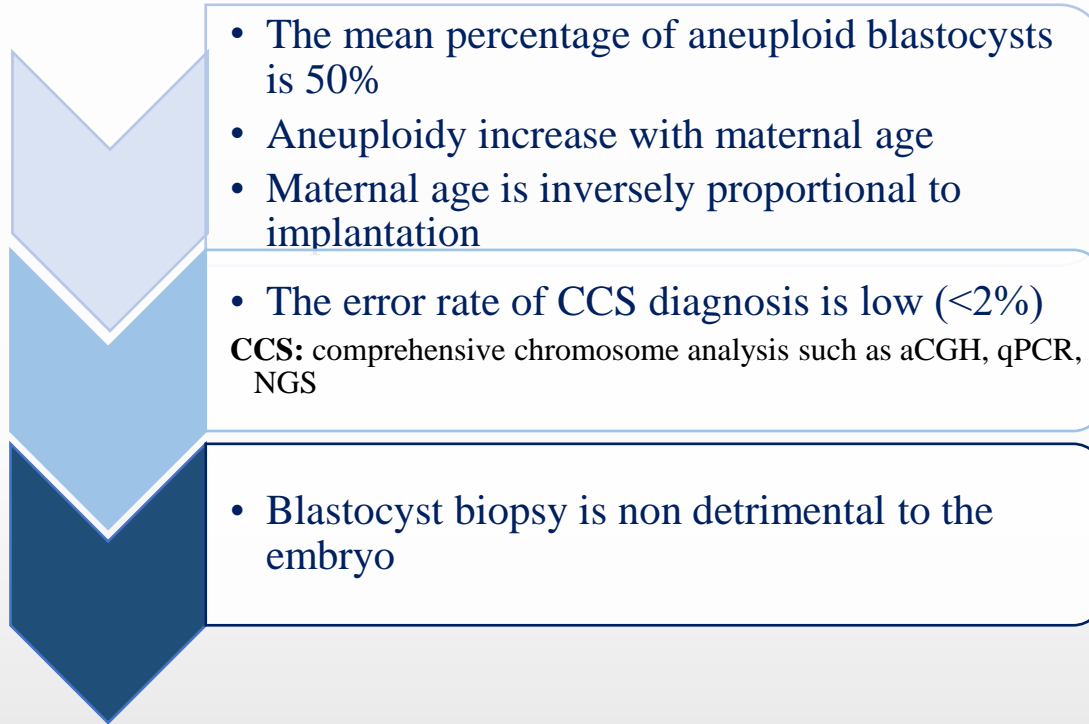 • The mean percentage of aneuploid blastocysts
is 50%
• Aneuploidy increase with maternal age
• Maternal age is inversely proportional to
implantation
• The error rate of CCS diagnosis is low (<2%)
CCS: comprehensive chromosome analysis such as aCGH, qPCR,
NGS
• Blastocyst biopsy is non detrimental to the
embryo